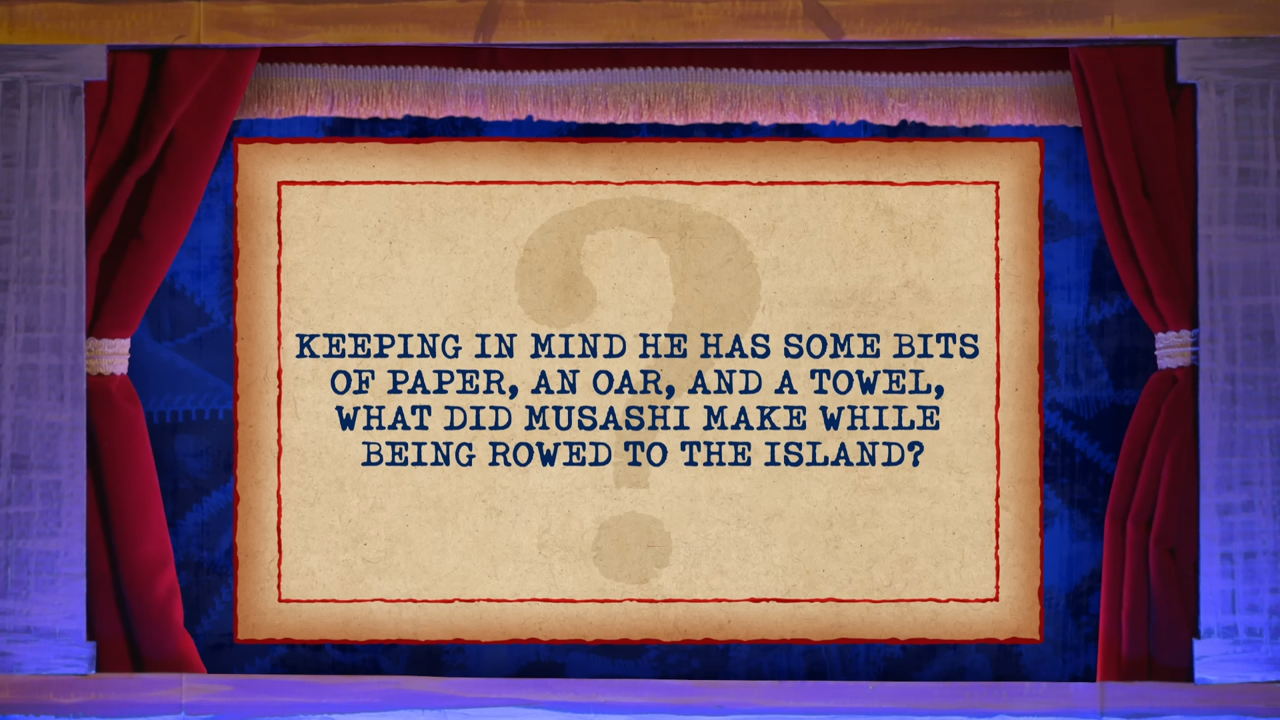 KEEPING IN MIND HE HAS SOME BITS
OF PAPER, AN OAR, AND A TOWEL,
WHAT DID MUSASHI MAKE WHILE
BEING ROWED TO THE ISLAND?